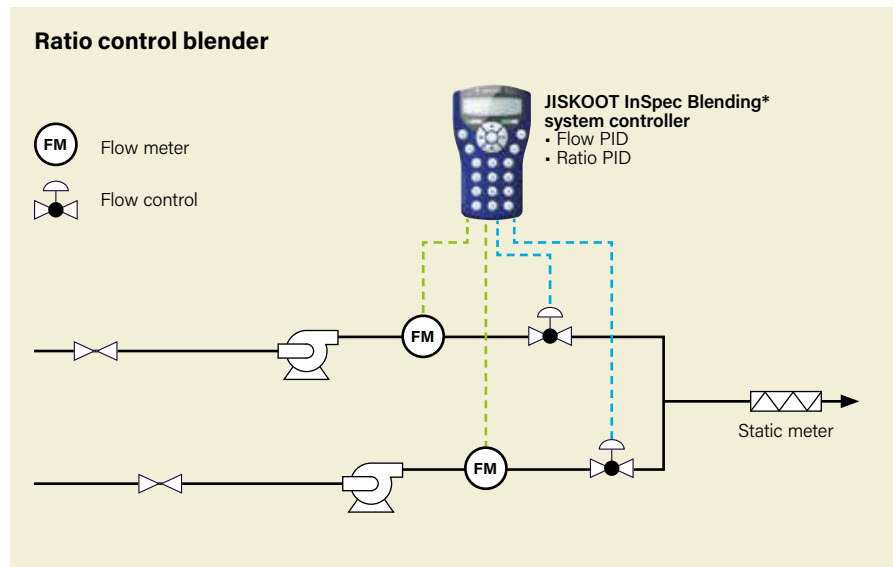 Ratio control blender
FM
Flow meter
Flow control
JISKOOT InSpec Blending*
system controller
• Flow PID
• Ratio PID
FM
FM
Static meter